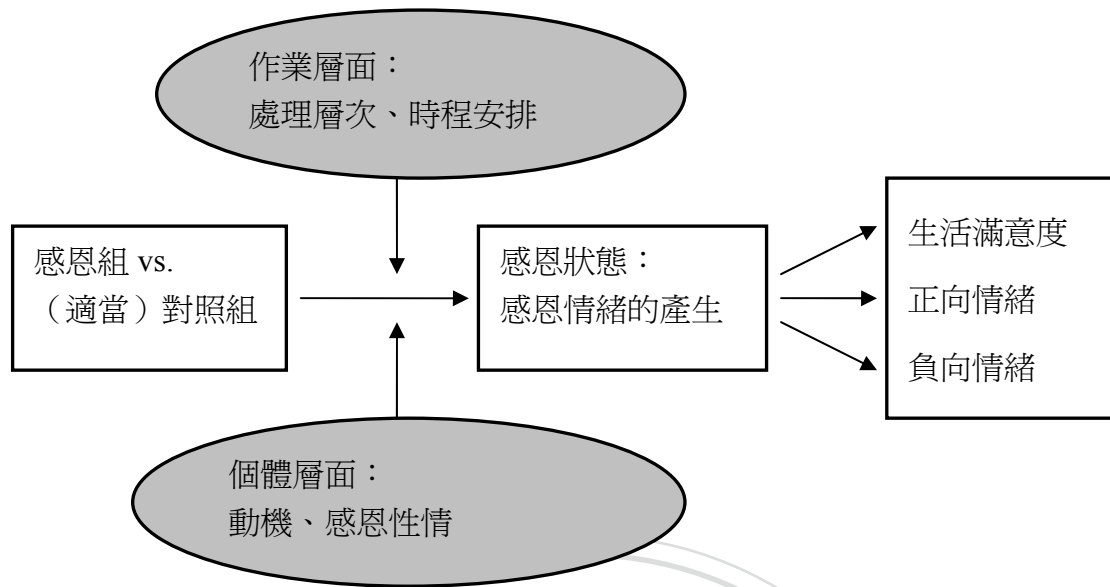 作業層面：
處理層次、時程安排
感恩組 vs.
（適當）對照組
感恩狀態：
感恩情緒的產生
生活滿意度
正向情緒
負向情緒
個體層面：
動機、感恩性情